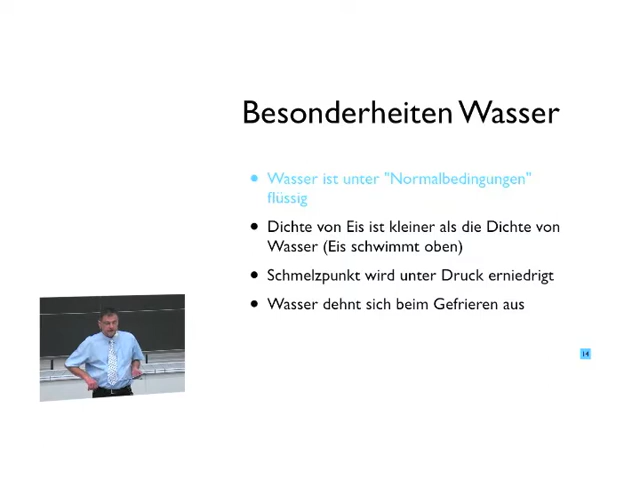 Besonderheiten Wasser
• Wasser ist unter "Normalbedingungen"
flüssig
• Dichte von Eis ist kleiner als die Dichte von
Wasser (Eis schwimmt oben)
• Schmelzpunkt wird unter Druck erniedrigt
• Wasser dehnt sich beim Gefrieren aus
14